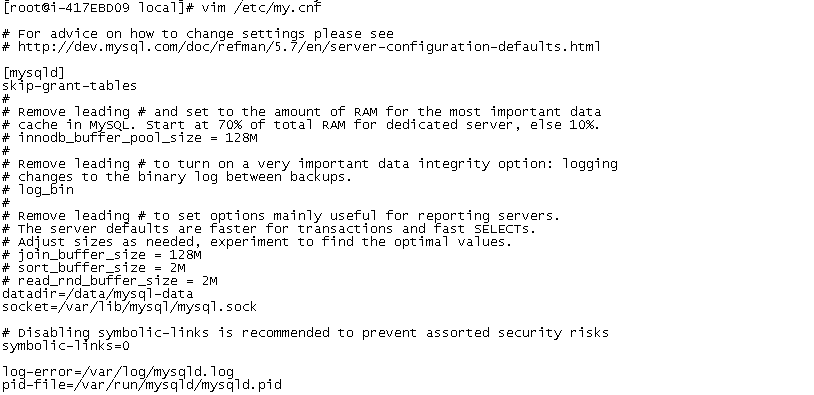 [root@i-417EBD09 local]# vim /etc/my.cnf
# For advice on how to change settings please see
# http://dev.mysql.com/doc/refman/5.7/en/server-configuration-defaults.html
[mysqld]
skip-grant-tables
#
# Remove leading # and set to the amount of RAM for the most important data
# cache in MySQL. Start at 70% of total RAM for dedicated server, else 10%.
# innodb_buffer_pool_size = 128M
#
# Remove leading # to turn on a very important data integrity option: logging
# changes to the binary log between backups.
# log_bin
#
# Remove leading # to set options mainly useful for reporting servers.
# The server defaults are faster for transactions and fast SELECTs.
# Adjust sizes as needed, experiment to find the optimal values.
# join_buffer_size = 128M
# sort_buffer_size = 2M
# read_rnd_buffer_size = 2M
datadir=/data/mysql-data
socket=/var/lib/mysql/mysql.sock
# Disabling symbolic-links is recommended to prevent assorted security risks
symbolic-links=0
log-error=/var/log/mysqld.log
pid-file=/var/run/mysqld/mysqld.pid